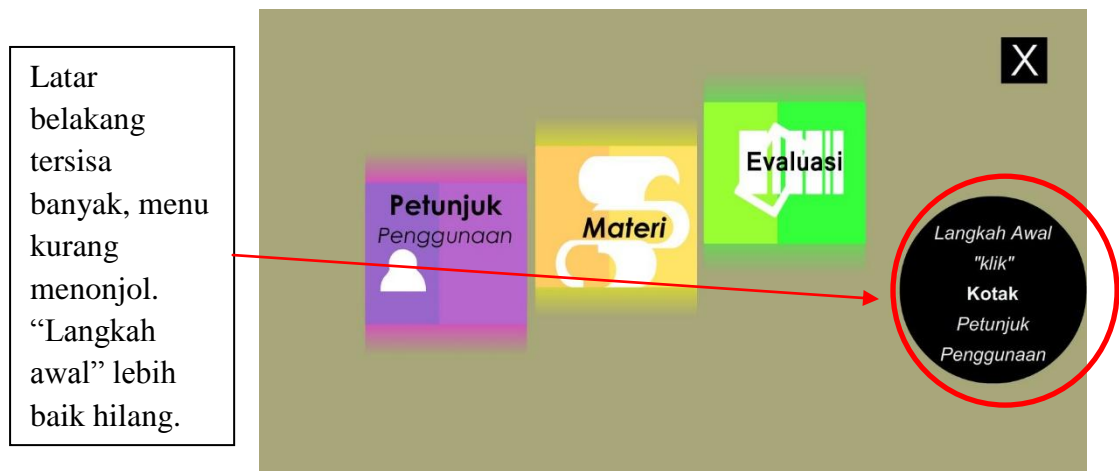 Latar
belakang
tersisa
banyak, menu
kurang
menonjol.
“Langkah
awal” lebih
baik hilang.
X
Petunjuk
Penggunaan
Materi
Evaluasi
Langkah Awal
"klik"
Kotak
Petunjuk
Penggunaan